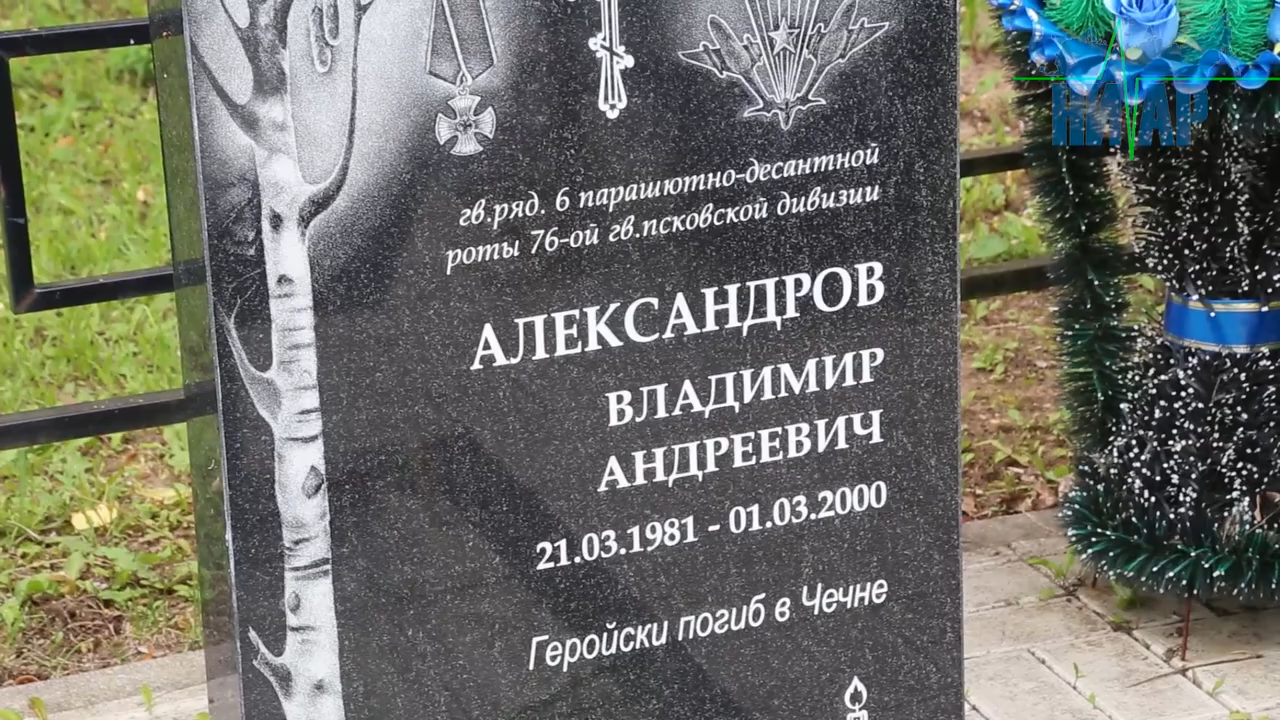 НИАР
гв.ряд. 6 парашютно-десантной
роты 76-ой гв.псковской дивизии
АЛЕКСАНДРОВ
ВЛАДИМИР
АНДРЕЕВИЧ
21.03.1981 - 01.03.2000
Геройски погиб в Чечне